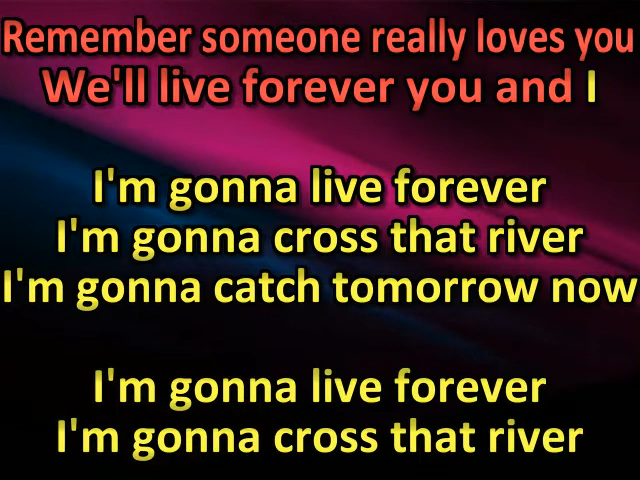 Remember someone really loves you
We'll live forever you and I
I'm gonna live forever
I'm gonna cross that river
I'm gonna catch tomorrow now
I'm gonna live forever
I'm gonna cross that river